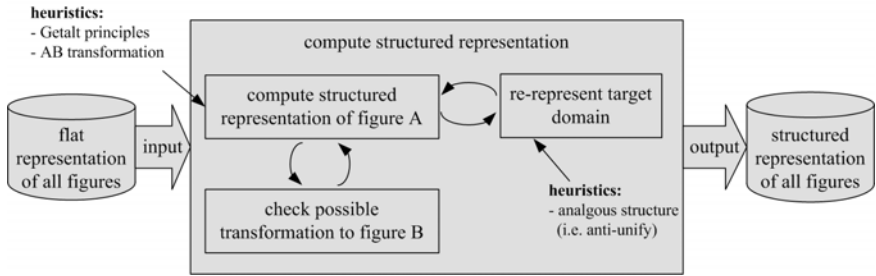 heuristics:
- Getalt principles
- AB transformation
compute structured representation
compute structured
representation of figure A
re-represent target
domain
flat
representation
of all figures
input
output
structured
representation
of all figures
check possible
transformation to figure B
heuristics:
- analgous structure
(i.e. anti-unify)